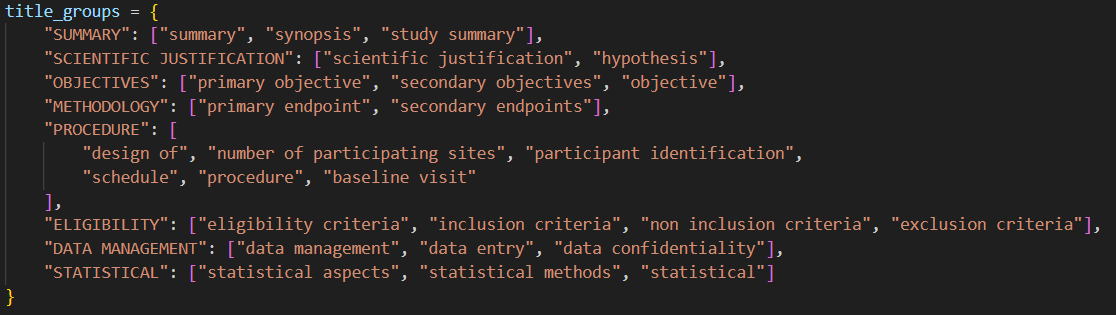 title_groups = {
    "SUMMARY": ["summary", "synopsis", "study summary"],
    "SCIENTIFIC JUSTIFICATION": ["scientific justification", "hypothesis"],
    "OBJECTIVES": ["primary objective", "secondary objectives", "objective"],
    "METHODOLOGY": ["primary endpoint", "secondary endpoints"],
    "PROCEDURE": [
        "design of", "number of participating sites", "participant identification",
        "schedule", "procedure", "baseline visit"
    ],
    "ELIGIBILITY": ["eligibility criteria", "inclusion criteria", "non inclusion criteria", "exclusion criteria"],
    "DATA MANAGEMENT": ["data management", "data entry", "data confidentiality"],
    "STATISTICAL": ["statistical aspects", "statistical methods", "statistical"]
}